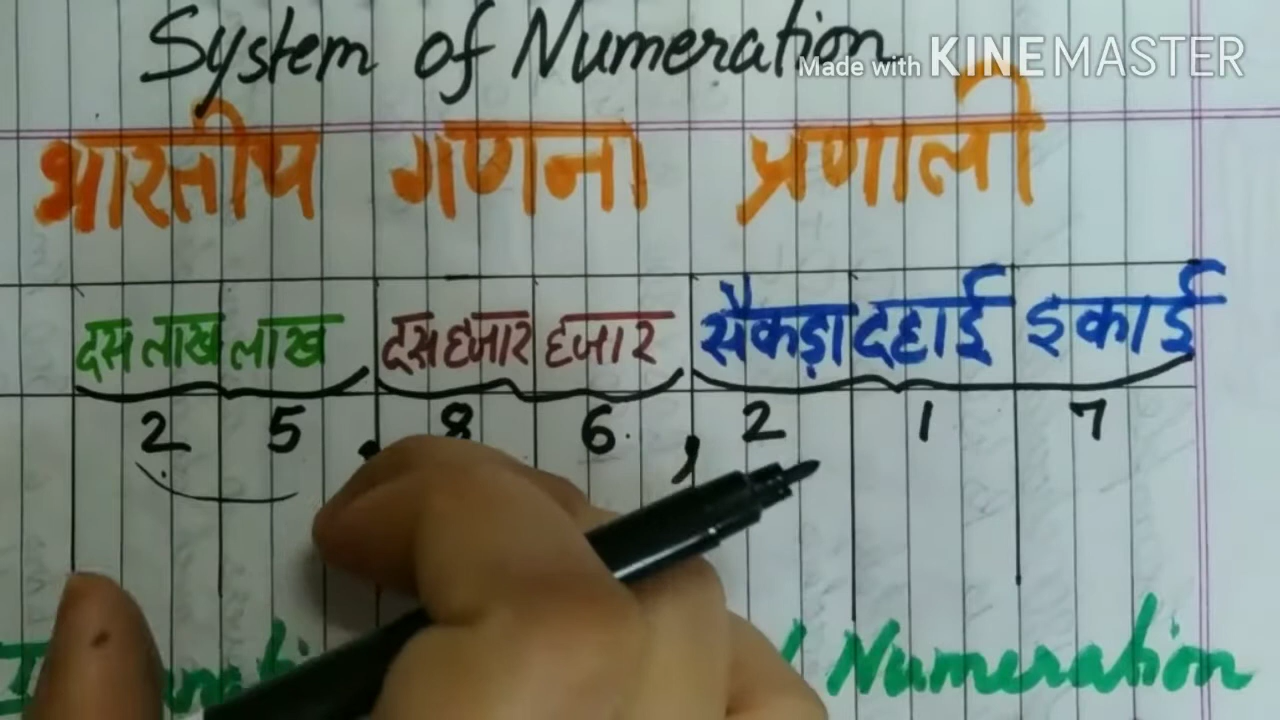 System of Numeration
Made with KINEMASTER
भारतीय गणना प्रणाली
दस लाख लाख दस हजार हजार सैकड़ा दहाई इकाई
2 5 , 8 6 , 2 1 7
Numeration